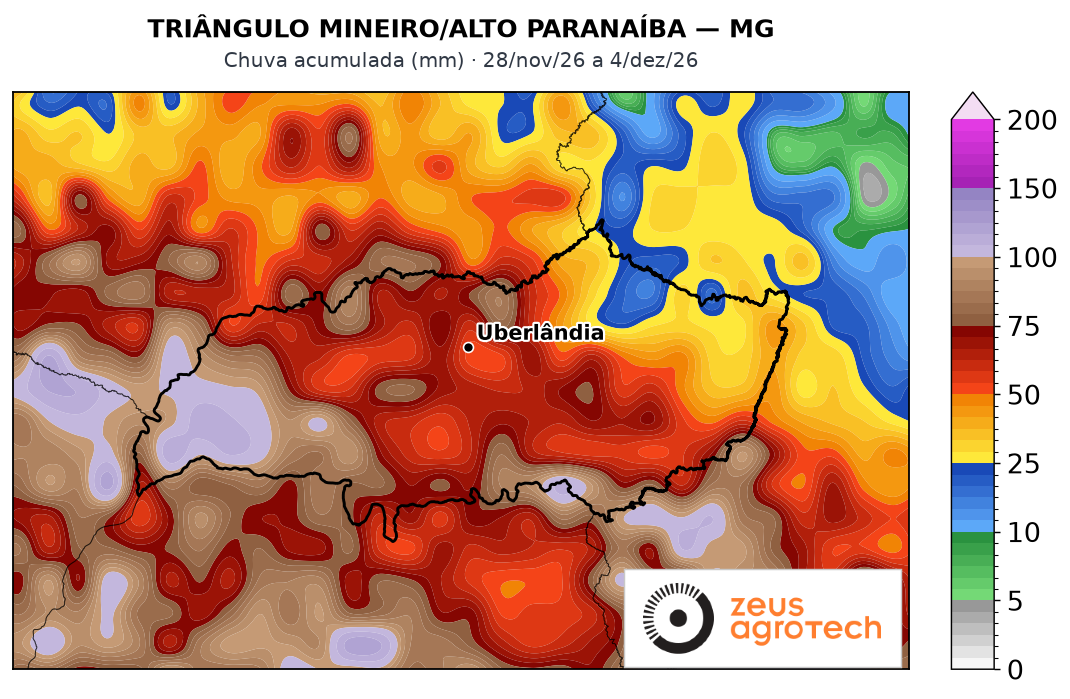 TRIÂNGULO MINEIRO/ALTO PARANAÍBA — MG
Chuva acumulada (mm) · 28/nov/26 a 4/dez/26
Uberlândia
200
150
100
75
50
25
10
5
0
zeus
agrotech